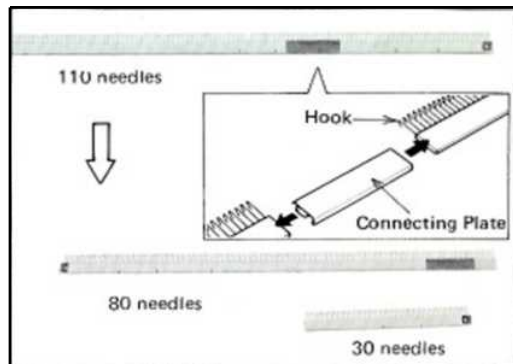 110 needles
Hook
Connecting Plate
80 needles
30 needles